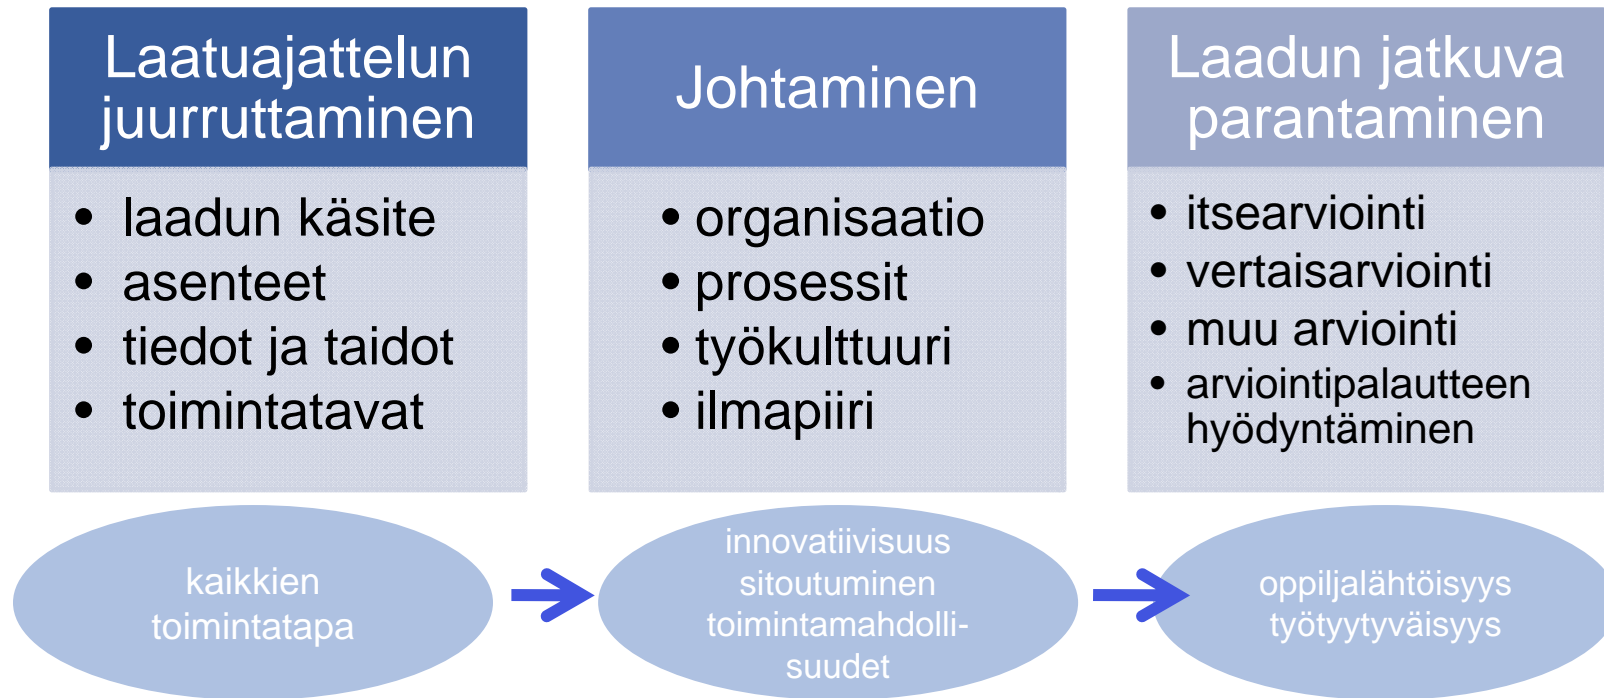 Laatuajattelun
juurruttaminen
• laadun käsite
• asenteet
• tiedot ja taidot
• toimintatavat
Johtaminen
• organisaatio
• prosessit
• työkulttuuri
• ilmapiiri
Laadun jatkuva
parantaminen
• itsearviointi
• vertaisarviointi
• muu arviointi
• arviointipalautteen
hyödyntäminen
kaikkien
toimintatapa
innovatiivisuus
sitoutuminen
toimintamahdolli-
suudet
oppiljalähtöisyys
työtyytyväisyys